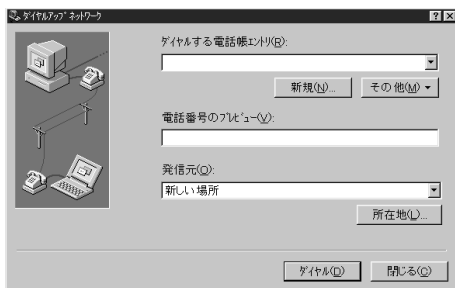 ﾀﾞｲﾔﾙｱｯﾌﾟ ﾈｯﾄﾜｰｸ
ﾀﾞｲﾔﾙする電話帳ｴﾝﾄﾘ(R):
新規(N)...
その他(M)
電話番号のﾌﾟﾚﾋﾞｭｰ(V):
発信元(O):
新しい場所
所在地(L)...
ﾀﾞｲﾔﾙ(D)
閉じる(C)